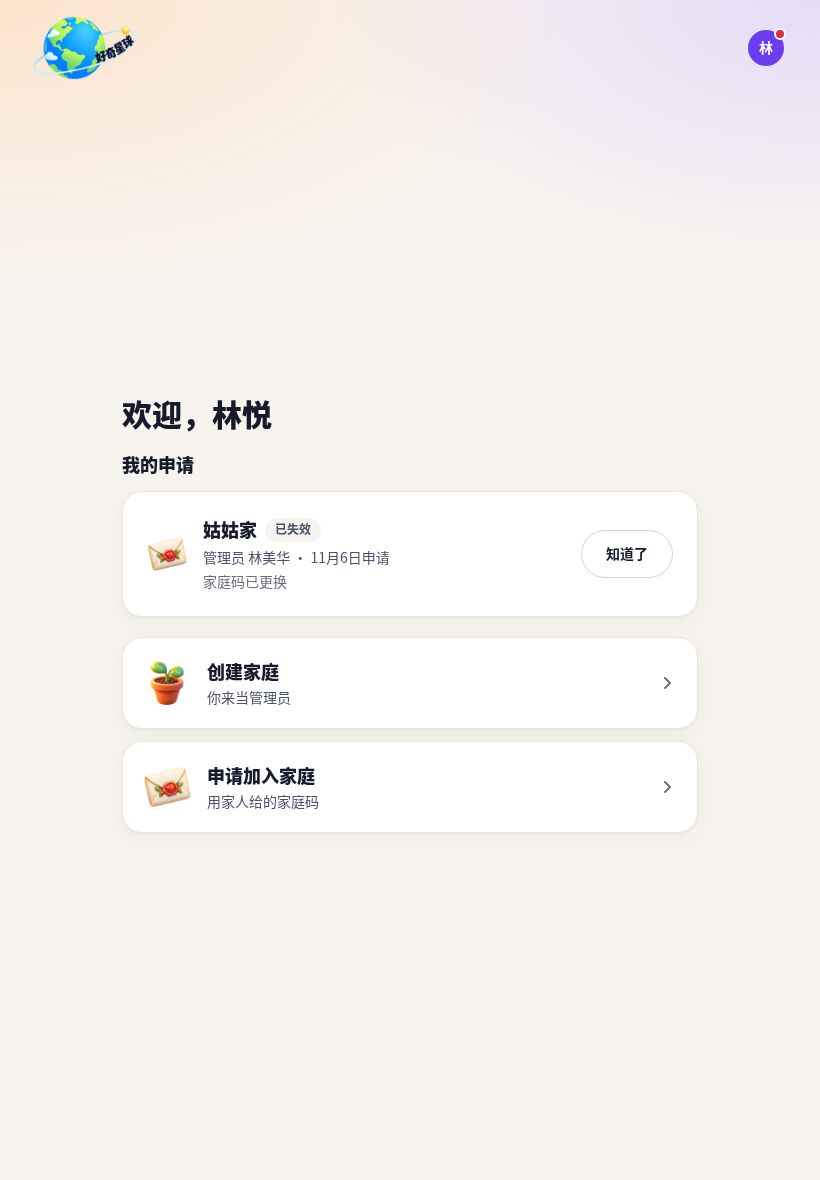 好奇星球
林
欢迎，林悦
我的申请
姑姑家 已失效
管理员 林美华 · 11月6日申请
家庭码已更换
知道了
创建家庭
你来当管理员
申请加入家庭
用家人给的家庭码